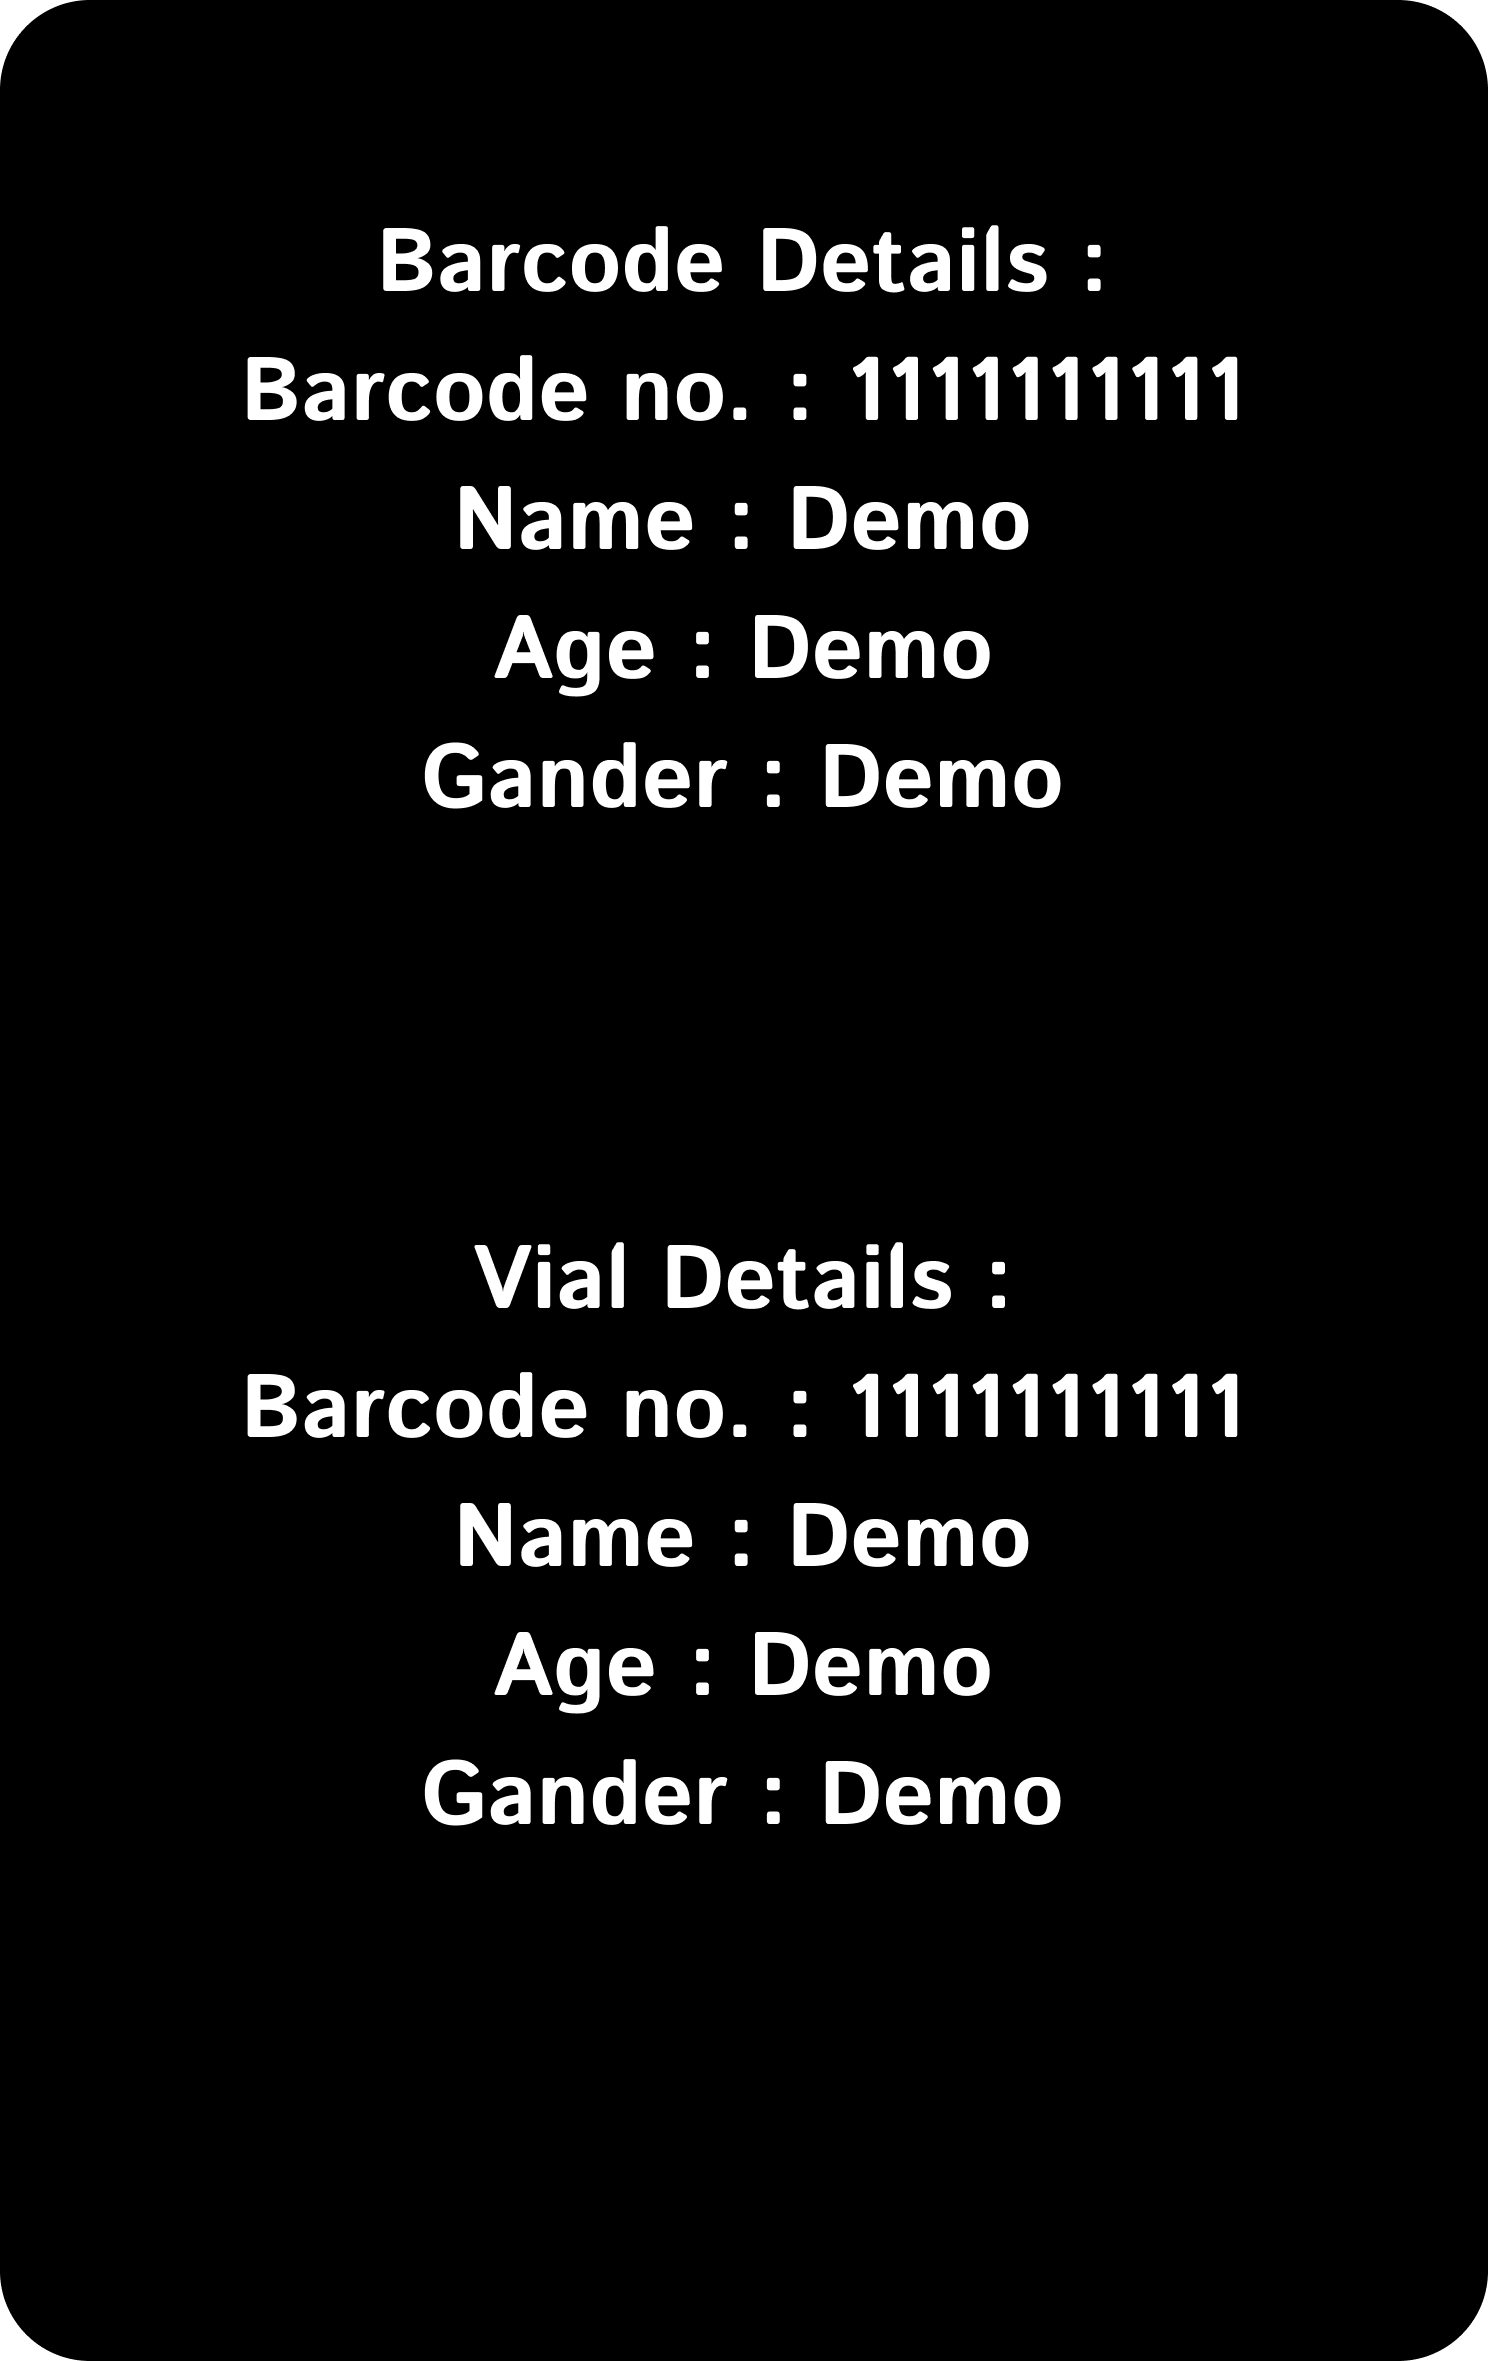 Barcode Details :
Barcode no. : 1111111111
Name : Demo
Age : Demo
Gander : Demo
Vial Details :
Barcode no. : 1111111111
Name : Demo
Age : Demo
Gander : Demo